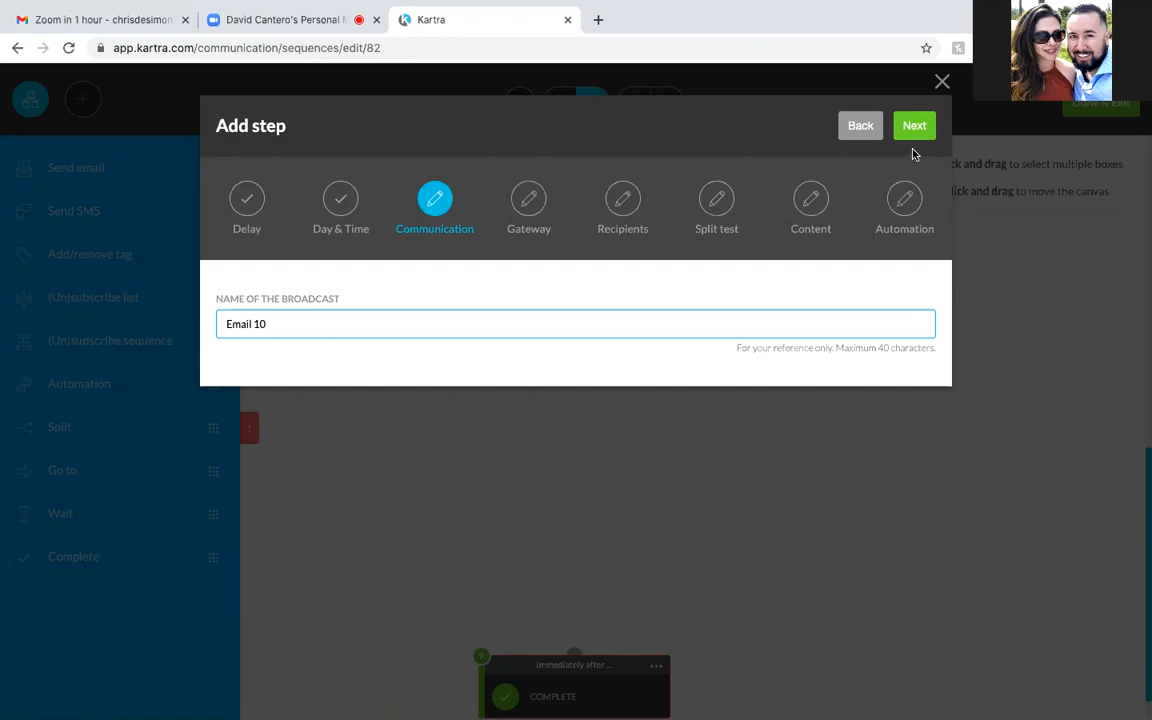 Zoom in 1 hour - chrisdesimon
David Cantero's Personal
Kartra
app.kartra.com/communication/sequences/edit/82
Done & Exit
Add step
Back
Next
Send email
Send SMS
Add/remove tag
(Un)subscribe list
(Un)subscribe sequence
Automation
Split
Go to
Wait
Complete
ck and drag to select multiple boxes
lick and drag to move the canvas
Delay
Day & Time
Communication
Gateway
Recipients
Split test
Content
Automation
NAME OF THE BROADCAST
Email 10
For your reference only. Maximum 40 characters.
9
Immediately after ...
COMPLETE